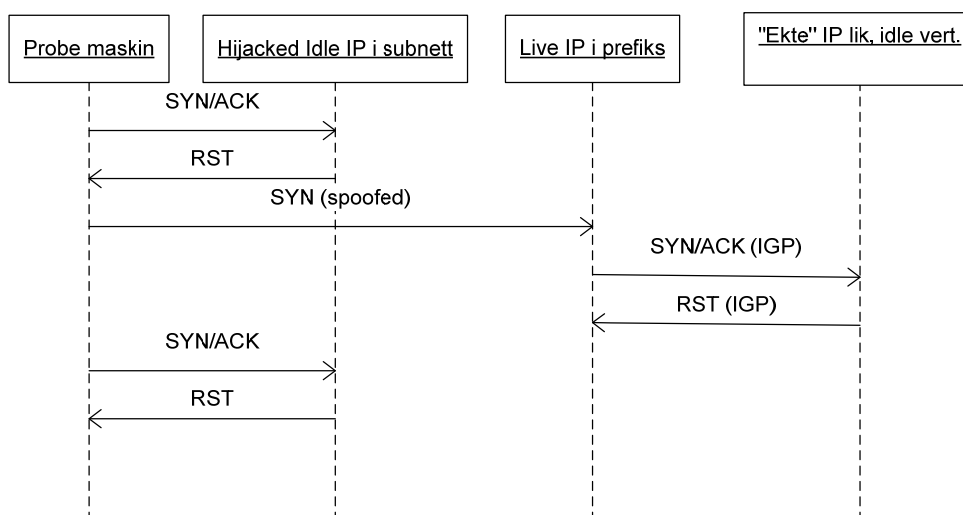 Probe maskin
Hijacked Idle IP i subnett
Live IP i prefiks
"Ekte" IP lik, idle vert.
SYN/ACK
RST
SYN (spoofed)
SYN/ACK (IGP)
RST (IGP)
SYN/ACK
RST